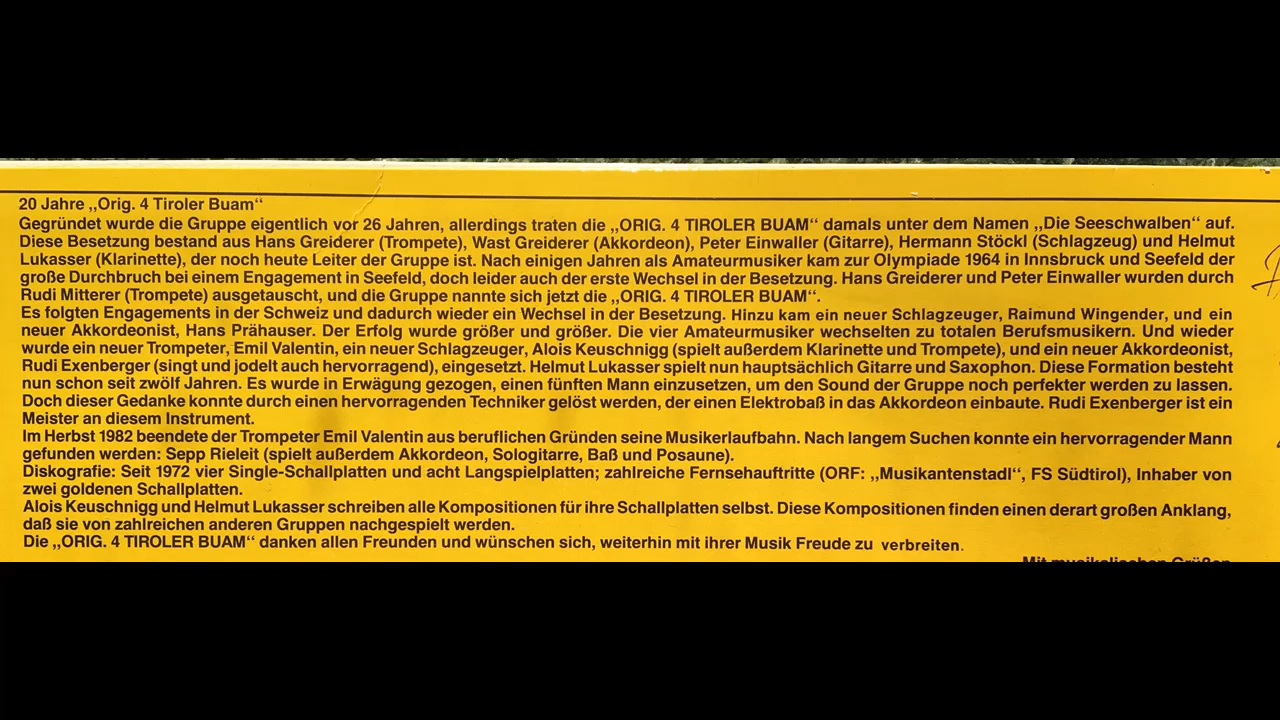 20 Jahre „Orig. 4 Tiroler Buam“
Gegründet wurde die Gruppe eigentlich vor 26 Jahren, allerdings traten die „ORIG. 4 TIROLER BUAM“ damals unter dem Namen „Die Seeschwalben“ auf.
Diese Besetzung bestand aus Hans Greiderer (Trompete), Wast Greiderer (Akkordeon), Peter Einwaller (Gitarre), Hermann Stöckl (Schlagzeug) und Helmut
Lukasser (Klarinette), der noch heute Leiter der Gruppe ist. Nach einigen Jahren als Amateurmusiker kam zur Olympiade 1964 in Innsbruck und Seefeld der
große Durchbruch bei einem Engagement in Seefeld, doch leider auch der erste Wechsel in der Besetzung. Hans Greiderer und Peter Einwaller wurden durch
Rudi Mitterer (Trompete) ausgetauscht, und die Gruppe nannte sich jetzt die „ORIG. 4 TIROLER BUAM“.
Es folgten Engagements in der Schweiz und dadurch wieder ein Wechsel in der Besetzung. Hinzu kam ein neuer Schlagzeuger, Raimund Wingender, und ein
neuer Akkordeonist, Hans Prähauser. Der Erfolg wurde größer und größer. Die vier Amateurmusiker wechselten zu totalen Berufsmusikern. Und wieder
wurde ein neuer Trompeter, Emil Valentin, ein neuer Schlagzeuger, Alois Keuschnigg (spielt außerdem Klarinette und Trompete), und ein neuer Akkordeonist,
Rudi Exenberger (singt und jodelt auch hervorragend), eingesetzt. Helmut Lukasser spielt nun hauptsächlich Gitarre und Saxophon. Diese Formation besteht
nun schon seit zwölf Jahren. Es wurde in Erwägung gezogen, einen fünften Mann einzusetzen, um den Sound der Gruppe noch perfekter werden zu lassen.
Doch dieser Gedanke konnte durch einen hervorragenden Techniker gelöst werden, der einen Elektrobaß in das Akkordeon einbaute. Rudi Exenberger ist ein
Meister an diesem Instrument.
Im Herbst 1982 beendete der Trompeter Emil Valentin aus beruflichen Gründen seine Musikerlaufbahn. Nach langem Suchen konnte ein hervorragender Mann
gefunden werden: Sepp Rieleit (spielt außerdem Akkordeon, Sologitarre, Baß und Posaune).
Diskografie: Seit 1972 vier Single-Schallplatten und acht Langspielplatten; zahlreiche Fernsehauftritte (ORF: „Musikantenstadl“, FS Südtirol), Inhaber von
zwei goldenen Schallplatten.
Alois Keuschnigg und Helmut Lukasser schreiben alle Kompositionen für ihre Schallplatten selbst. Diese Kompositionen finden einen derart großen Anklang,
daß sie von zahlreichen anderen Gruppen nachgespielt werden.
Die „ORIG. 4 TIROLER BUAM“ danken allen Freunden und wünschen sich, weiterhin mit ihrer Musik Freude zu verbreiten.
Mit musikalischen Grüßen